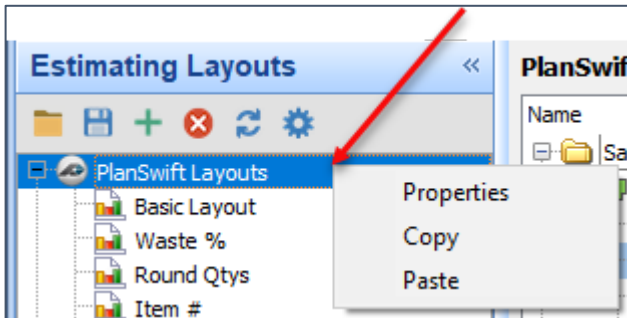 Estimating Layouts
«
PlanSwif
Name
Sa
PlanSwift Layouts
Basic Layout
Waste %
Round Qtys
Item #
Properties
Copy
Paste